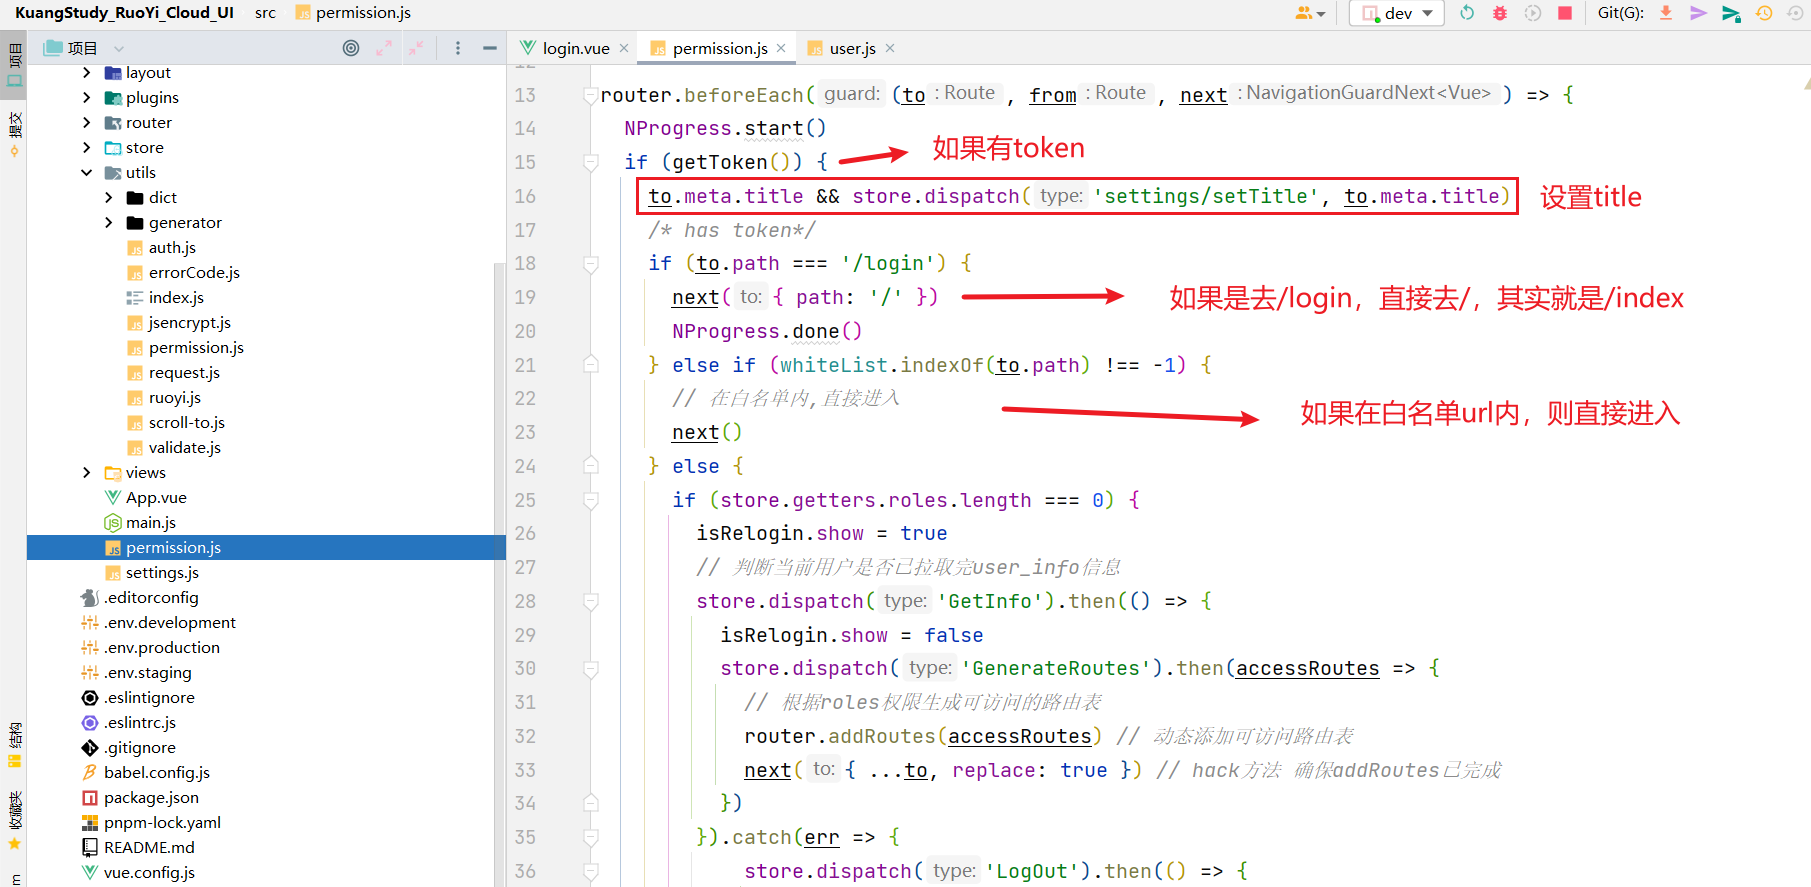 KuangStudy_RuoYi_Cloud_UI src permission.js
dev Git(G):
项目
login.vue permission.js user.js
项目
提交
结构
收藏夹
layout
plugins
router
store
utils
dict
generator
auth.js
errorCode.js
index.js
jsencrypt.js
permission.js
request.js
ruoyi.js
scroll-to.js
validate.js
views
App.vue
main.js
permission.js
settings.js
.editorconfig
.env.development
.env.production
.env.staging
.eslintignore
.eslintrc.js
.gitignore
babel.config.js
package.json
pnpm-lock.yaml
README.md
vue.config.js
12
13 router.beforeEach( guard: (to : Route , from : Route , next : NavigationGuardNext<Vue> ) => {
14 NProgress.start()
15 if (getToken()) { 如果有token
16 to.meta.title && store.dispatch( type: 'settings/setTitle', to.meta.title) 设置title
17 /* has token*/
18 if (to.path === '/login') {
19 next( to: { path: '/' }) 如果是去/login，直接去/，其实就是/index
20 NProgress.done()
21 } else if (whiteList.indexOf(to.path) !== -1) {
22 // 在白名单内,直接进入 如果在白名单url内，则直接进入
23 next()
24 } else {
25 if (store.getters.roles.length === 0) {
26 isRelogin.show = true
27 // 判断当前用户是否已拉取完user_info信息
28 store.dispatch( type: 'GetInfo').then(() => {
29 isRelogin.show = false
30 store.dispatch( type: 'GenerateRoutes').then(accessRoutes => {
31 // 根据roles权限生成可访问的路由表
32 router.addRoutes(accessRoutes) // 动态添加可访问路由表
33 next( to: { ...to, replace: true }) // hack方法 确保addRoutes已完成
34 })
35 }).catch(err => {
36 store.dispatch( type: 'LogOut').then(() => {